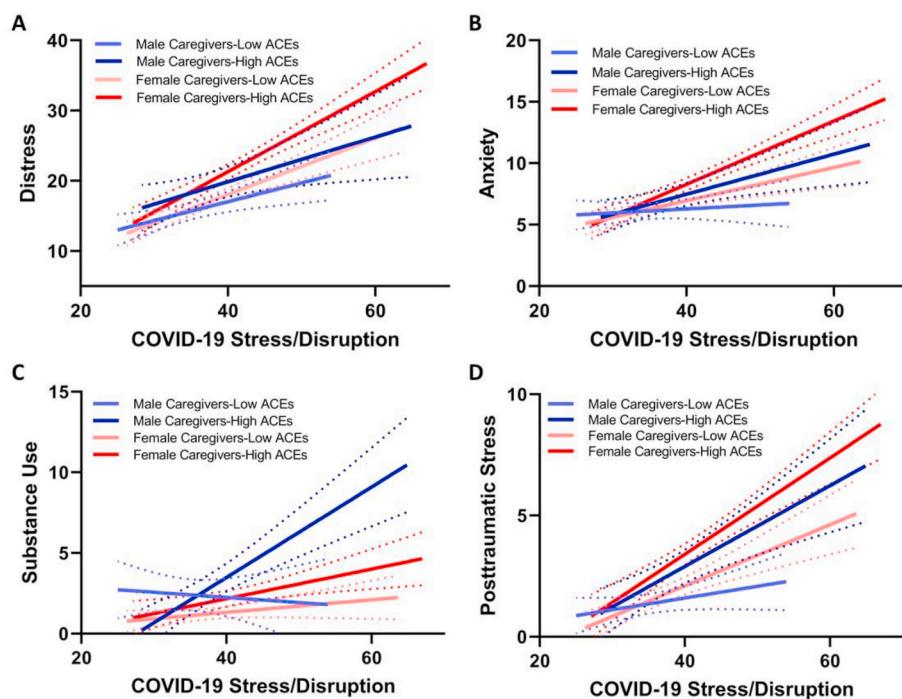 A
Male Caregivers-Low ACEs
Male Caregivers-High ACEs
Female Caregivers-Low ACEs
Female Caregivers-High ACEs
Distress
40
30
20
10
20 40 60
COVID-19 Stress/Disruption
B
Male Caregivers-Low ACEs
Male Caregivers-High ACEs
Female Caregivers-Low ACEs
Female Caregivers-High ACEs
Anxiety
20
15
10
5
0
20 40 60
COVID-19 Stress/Disruption
C
Male Caregivers-Low ACEs
Male Caregivers-High ACEs
Female Caregivers-Low ACEs
Female Caregivers-High ACEs
Substance Use
15
10
5
0
20 40 60
COVID-19 Stress/Disruption
D
Male Caregivers-Low ACEs
Male Caregivers-High ACEs
Female Caregivers-Low ACEs
Female Caregivers-High ACEs
Posttraumatic Stress
10
5
0
20 40 60
COVID-19 Stress/Disruption